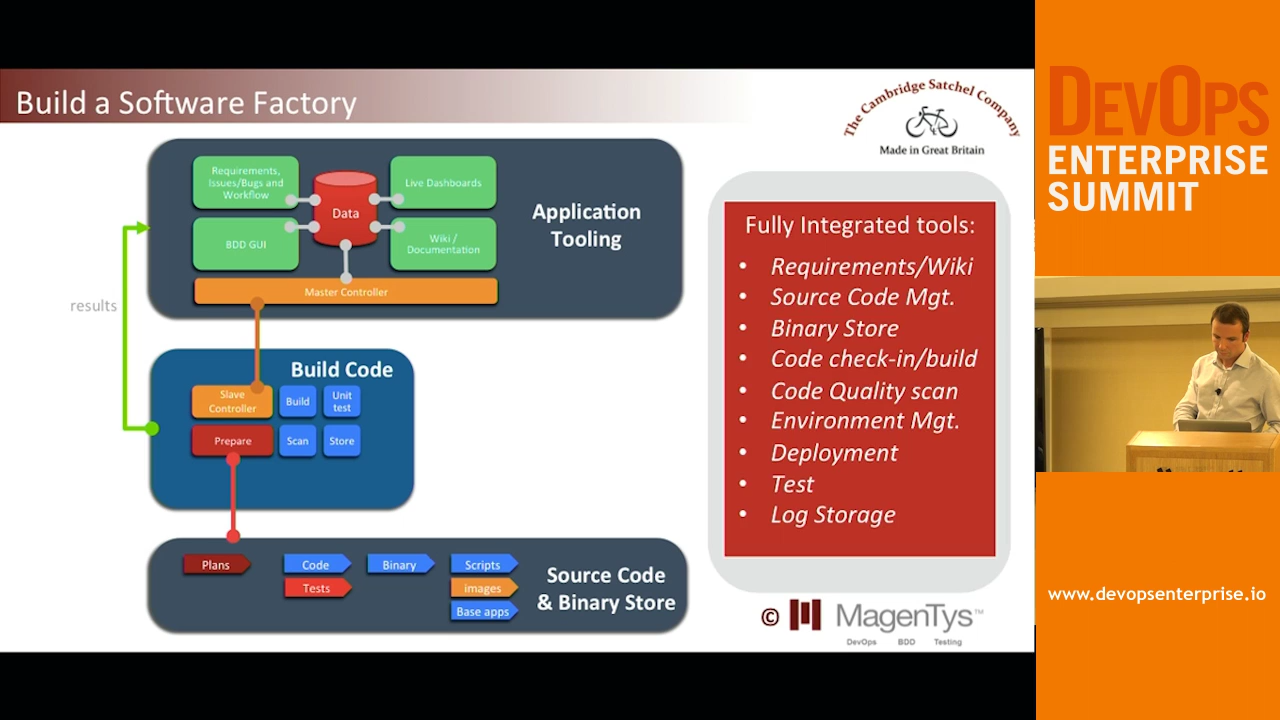 Build a Software Factory
The Cambridge Satchel Company
Made in Great Britain
Requirements,
Issues/Bugs and
Workflow
Live Dashboards
Data
BDD GUI
Wiki /
Documentation
Master Controller
Application
Tooling
results
Build Code
Slave
Controller
Build
Unit
test
Prepare
Scan
Store
Plans
Code
Tests
Binary
Scripts
images
Base apps
Source Code
& Binary Store
Fully Integrated tools:
• Requirements/Wiki
• Source Code Mgt.
• Binary Store
• Code check-in/build
• Code Quality scan
• Environment Mgt.
• Deployment
• Test
• Log Storage
© MagenTys™
DevOps BDD Testing
DEVOPS
ENTERPRISE
SUMMIT
www.devopsenterprise.io